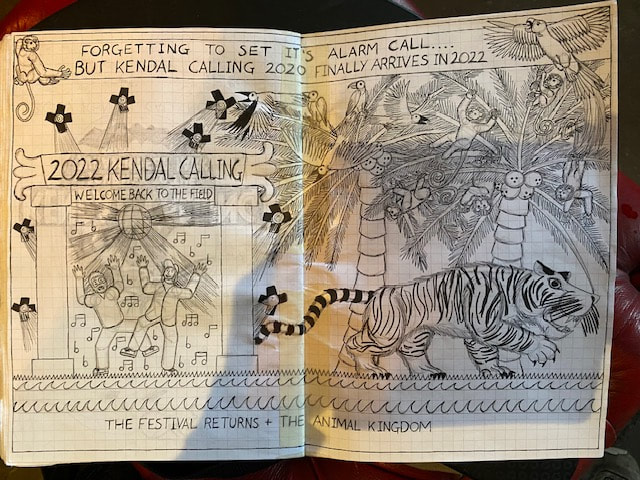 FORGETTING TO SET IT'S ALARM CALL....
BUT KENDAL CALLING 2020 FINALLY ARRIVES IN 2022
2022 KENDAL CALLING
WELCOME BACK TO THE FIELD
THE FESTIVAL RETURNS + THE ANIMAL KINGDOM